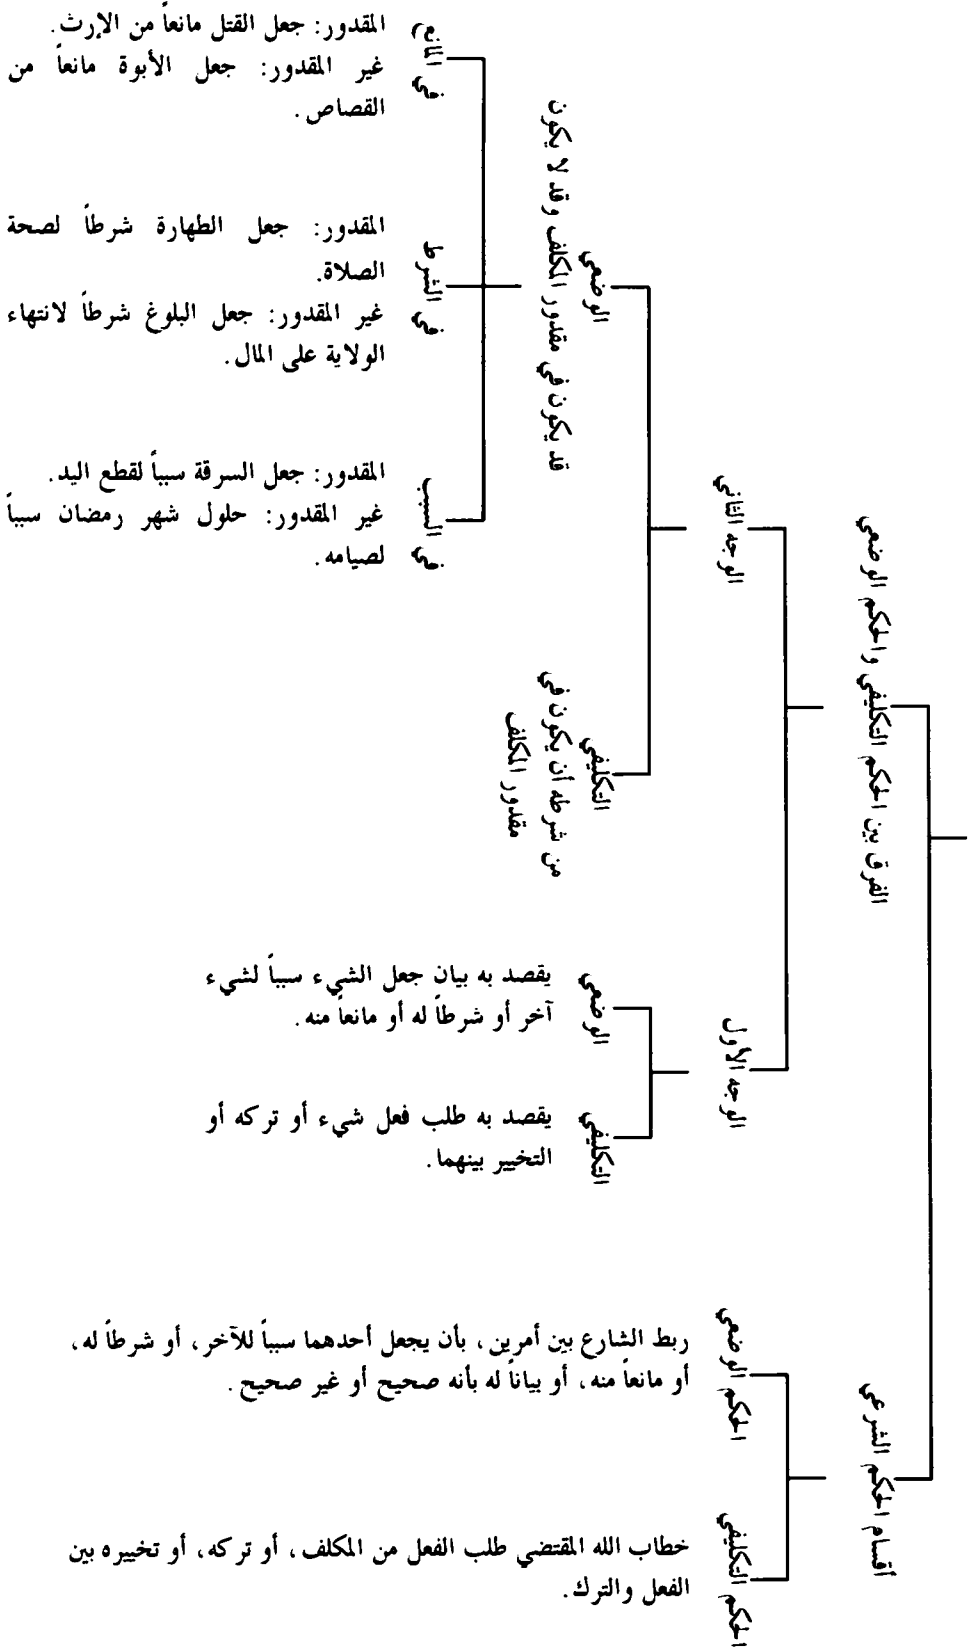 أقسام الحكم الشرعي
الحكم التكليفي
خطاب الله المقتضي طلب الفعل من المكلف، أو تركه، أو تخييره بين
الفعل والترك.
الحكم الوضعي
ربط الشارع بين أمرين، بأن يجعل أحدهما سبباً للآخر، أو شرطاً له،
أو مانعاً منه، أو بياناً له بأنه صحيح أو غير صحيح.
الفرق بين الحكم التكليفي والحكم الوضعي
الوجه الأول
التكليفي
يقصد به طلب فعل شيء أو تركه أو
التخيير بينهما.
الوضعي
يقصد به بيان جعل الشيء سبباً لشيء
آخر أو شرطاً له أو مانعاً منه.
الوجه الثاني
التكليفي
من شرطه أن يكون في
مقدور المكلف
الوضعي
قد يكون في مقدور المكلف وقد لا يكون
في السبب
المقدور: جعل السرقة سبباً لقطع اليد.
غير المقدور: حلول شهر رمضان سبباً
لصيامه.
في الشرط
المقدور: جعل الطهارة شرطاً لصحة
الصلاة.
غير المقدور: جعل البلوغ شرطاً لانتهاء
الولاية على المال.
في المانع
المقدور: جعل القتل مانعاً من الإرث.
غير المقدور: جعل الأبوة مانعاً من
القصاص.